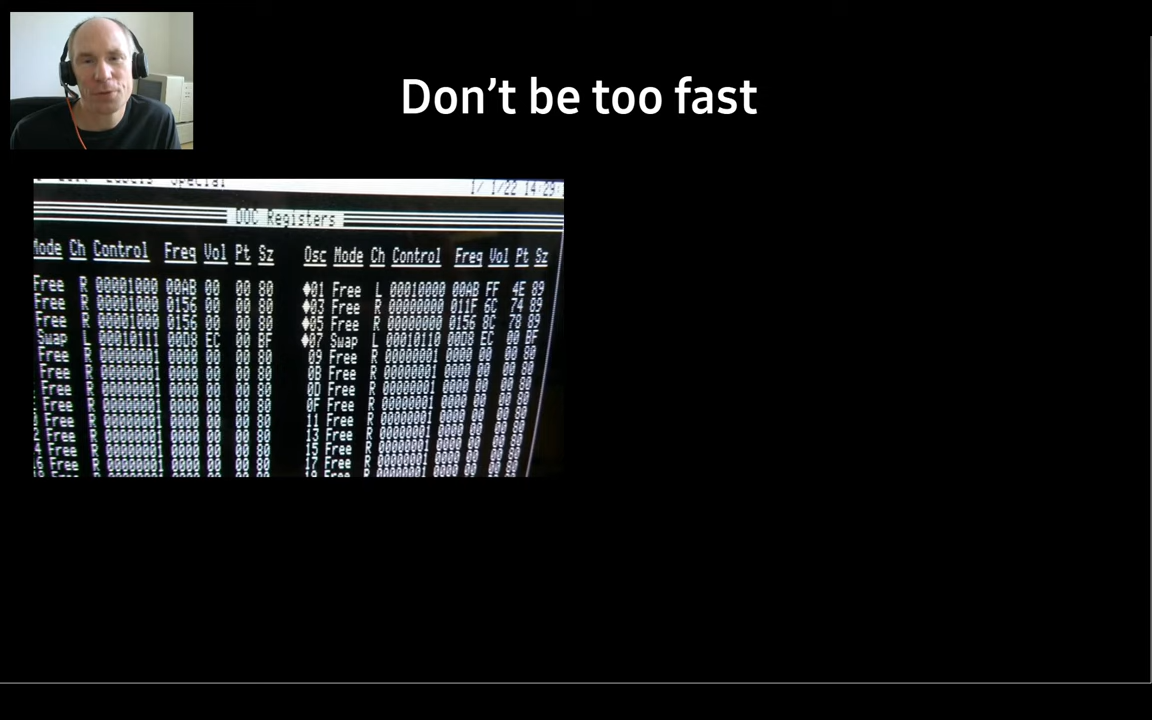 Don't be too fast
Special 1/ 1/22 14:29
DOC Registers
Mode Ch Control Freq Vol Pt Sz Osc Mode Ch Control Freq Vol Pt Sz
Free R 00001000 00AB 00 00 80 ♦01 Free L 00010000 00AB FF 4E 89
Free R 00001000 0156 00 00 80 ♦03 Free R 00000000 011F 6C 74 89
Free R 00001000 0156 00 00 80 ♦05 Free R 00000000 0156 8C 78 89
Swap L 00010111 00D8 EC 00 BF ♦07 Swap L 00010110 00D8 EC 00 BF
Free R 00000001 0000 00 00 80 09 Free R 00000001 0000 00 00 80
Free R 00000001 0000 00 00 80 0B Free R 00000001 0000 00 00 80
Free R 00000001 0000 00 00 80 0D Free R 00000001 0000 00 00 80
Free R 00000001 0000 00 00 80 0F Free R 00000001 0000 00 00 80
Free R 00000001 0000 00 00 80 11 Free R 00000001 0000 00 00 80
2 Free R 00000001 0000 00 00 80 13 Free R 00000001 0000 00 00 80
4 Free R 00000001 0000 00 00 80 15 Free R 00000001 0000 00 00 80
6 Free R 00000001 0000 00 00 80 17 Free R 00000001 0000 00 00 80